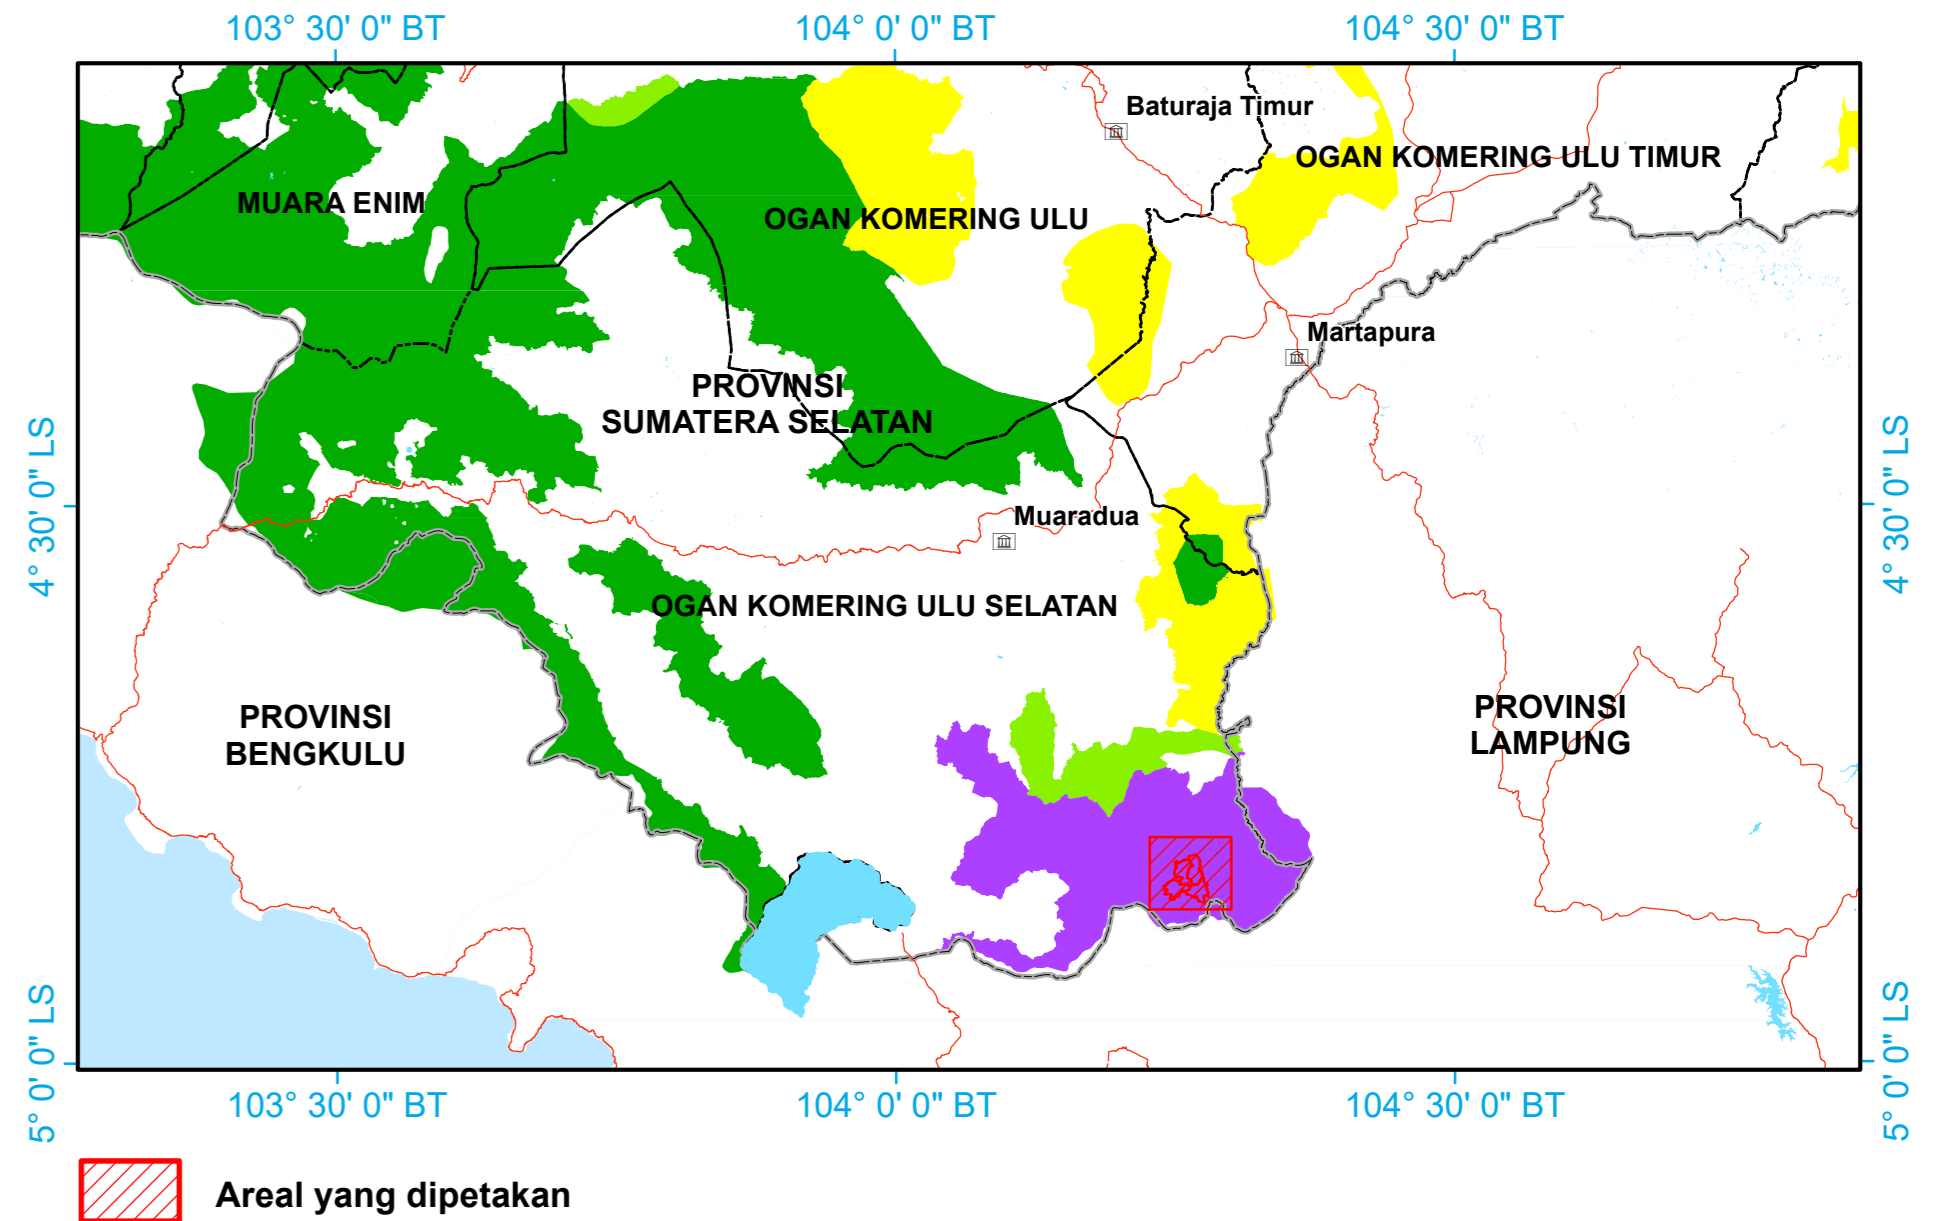 103° 30' 0" BT
104° 0' 0" BT
104° 30' 0" BT
Baturaja Timur
OGAN KOMERING ULU TIMUR
MUARA ENIM
OGAN KOMERING ULU
Martapura
PROVINSI
SUMATERA SELATAN
4° 30' 0" LS
4° 30' 0" LS
Muaradua
OGAN KOMERING ULU SELATAN
PROVINSI
BENGKULU
PROVINSI
LAMPUNG
5° 0' 0" LS
5° 0' 0" LS
103° 30' 0" BT
104° 0' 0" BT
104° 30' 0" BT
Areal yang dipetakan